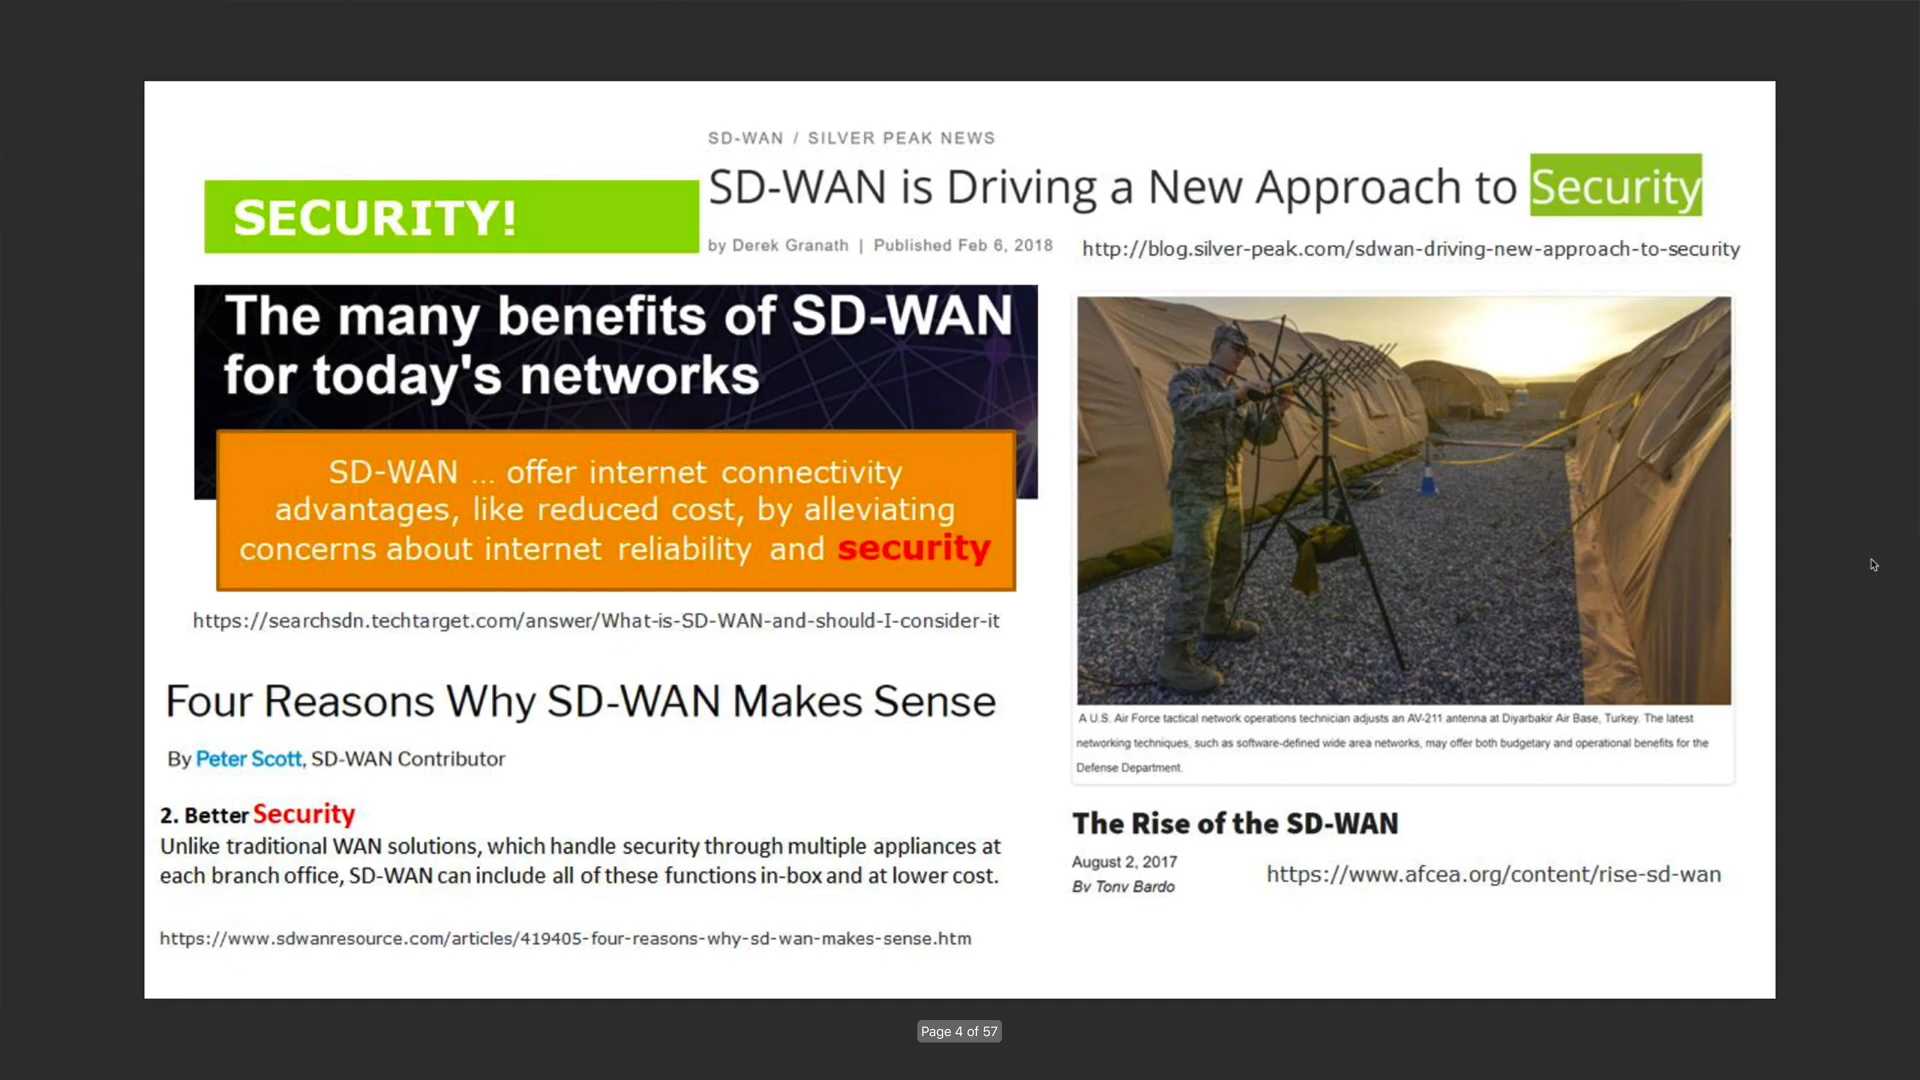 SECURITY!
SD-WAN / SILVER PEAK NEWS
SD-WAN is Driving a New Approach to Security
by Derek Granath | Published Feb 6, 2018
http://blog.silver-peak.com/sdwan-driving-new-approach-to-security
The many benefits of SD-WAN
for today's networks
SD-WAN ... offer internet connectivity
advantages, like reduced cost, by alleviating
concerns about internet reliability and security
https://searchsdn.techtarget.com/answer/What-is-SD-WAN-and-should-I-consider-it
Four Reasons Why SD-WAN Makes Sense
By Peter Scott, SD-WAN Contributor
2. Better Security
Unlike traditional WAN solutions, which handle security through multiple appliances at
each branch office, SD-WAN can include all of these functions in-box and at lower cost.
https://www.sdwanresource.com/articles/419405-four-reasons-why-sd-wan-makes-sense.htm
A U.S. Air Force tactical network operations technician adjusts an AV-211 antenna at Diyarbakir Air Base, Turkey. The latest
networking techniques, such as software-defined wide area networks, may offer both budgetary and operational benefits for the
Defense Department.
The Rise of the SD-WAN
August 2, 2017
By Tony Bardo
https://www.afcea.org/content/rise-sd-wan
Page 4 of 57